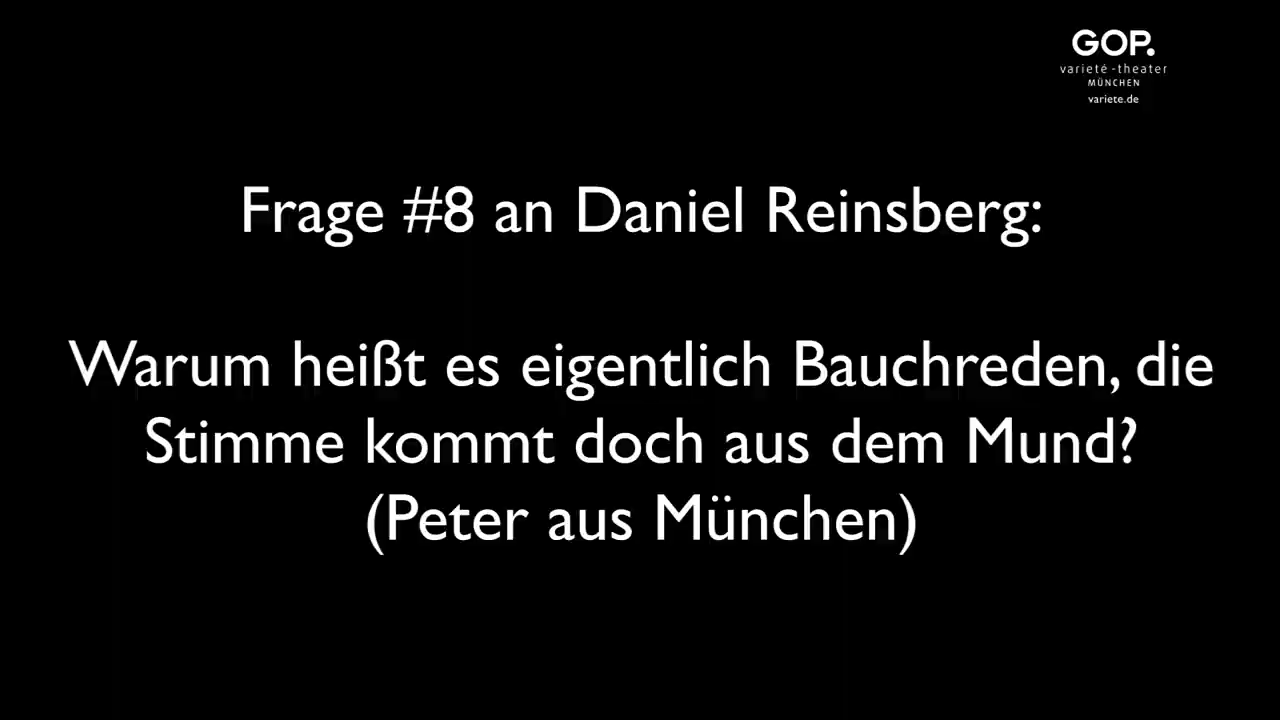 GOP.
varieté-theater
MÜNCHEN
variete.de
Frage #8 an Daniel Reinsberg:
Warum heißt es eigentlich Bauchreden, die
Stimme kommt doch aus dem Mund?
(Peter aus München)